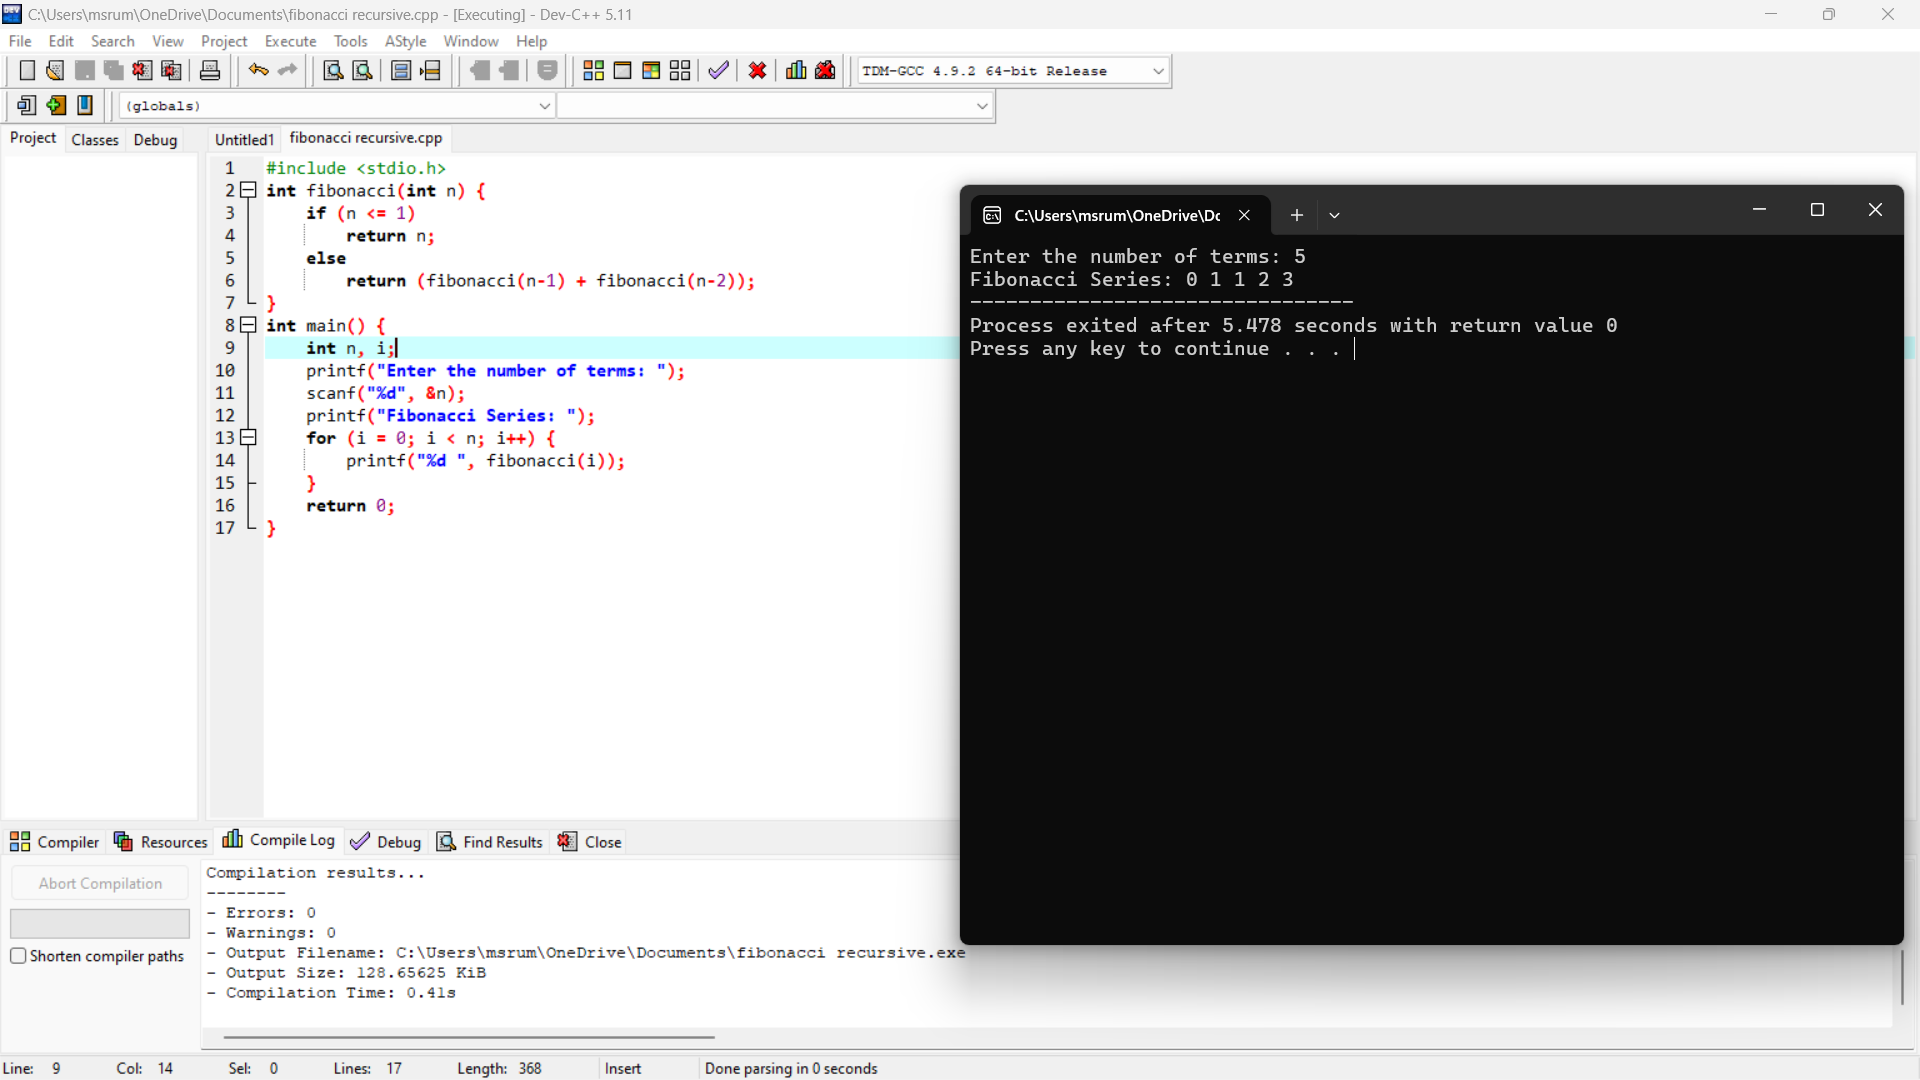 C:\Users\msrum\OneDrive\Documents\fibonacci recursive.cpp - [Executing] - Dev-C++ 5.11
File Edit Search View Project Execute Tools AStyle Window Help
TDM-GCC 4.9.2 64-bit Release
(globals)
Project Classes Debug
Untitled1 fibonacci recursive.cpp
1 #include <stdio.h>
2 int fibonacci(int n) {
3     if (n <= 1)
4         return n;
5     else
6         return (fibonacci(n-1) + fibonacci(n-2));
7 }
8 int main() {
9     int n, i;
10     printf("Enter the number of terms: ");
11     scanf("%d", &n);
12     printf("Fibonacci Series: ");
13     for (i = 0; i < n; i++) {
14         printf("%d ", fibonacci(i));
15     }
16     return 0;
17 }
C:\Users\msrum\OneDrive\Dc
Enter the number of terms: 5
Fibonacci Series: 0 1 1 2 3
--------------------------------
Process exited after 5.478 seconds with return value 0
Press any key to continue . . .
Compiler Resources Compile Log Debug Find Results Close
Abort Compilation
Shorten compiler paths
Compilation results...
--------
- Errors: 0
- Warnings: 0
- Output Filename: C:\Users\msrum\OneDrive\Documents\fibonacci recursive.exe
- Output Size: 128.65625 KiB
- Compilation Time: 0.41s
Line: 9 Col: 14 Sel: 0 Lines: 17 Length: 368 Insert Done parsing in 0 seconds